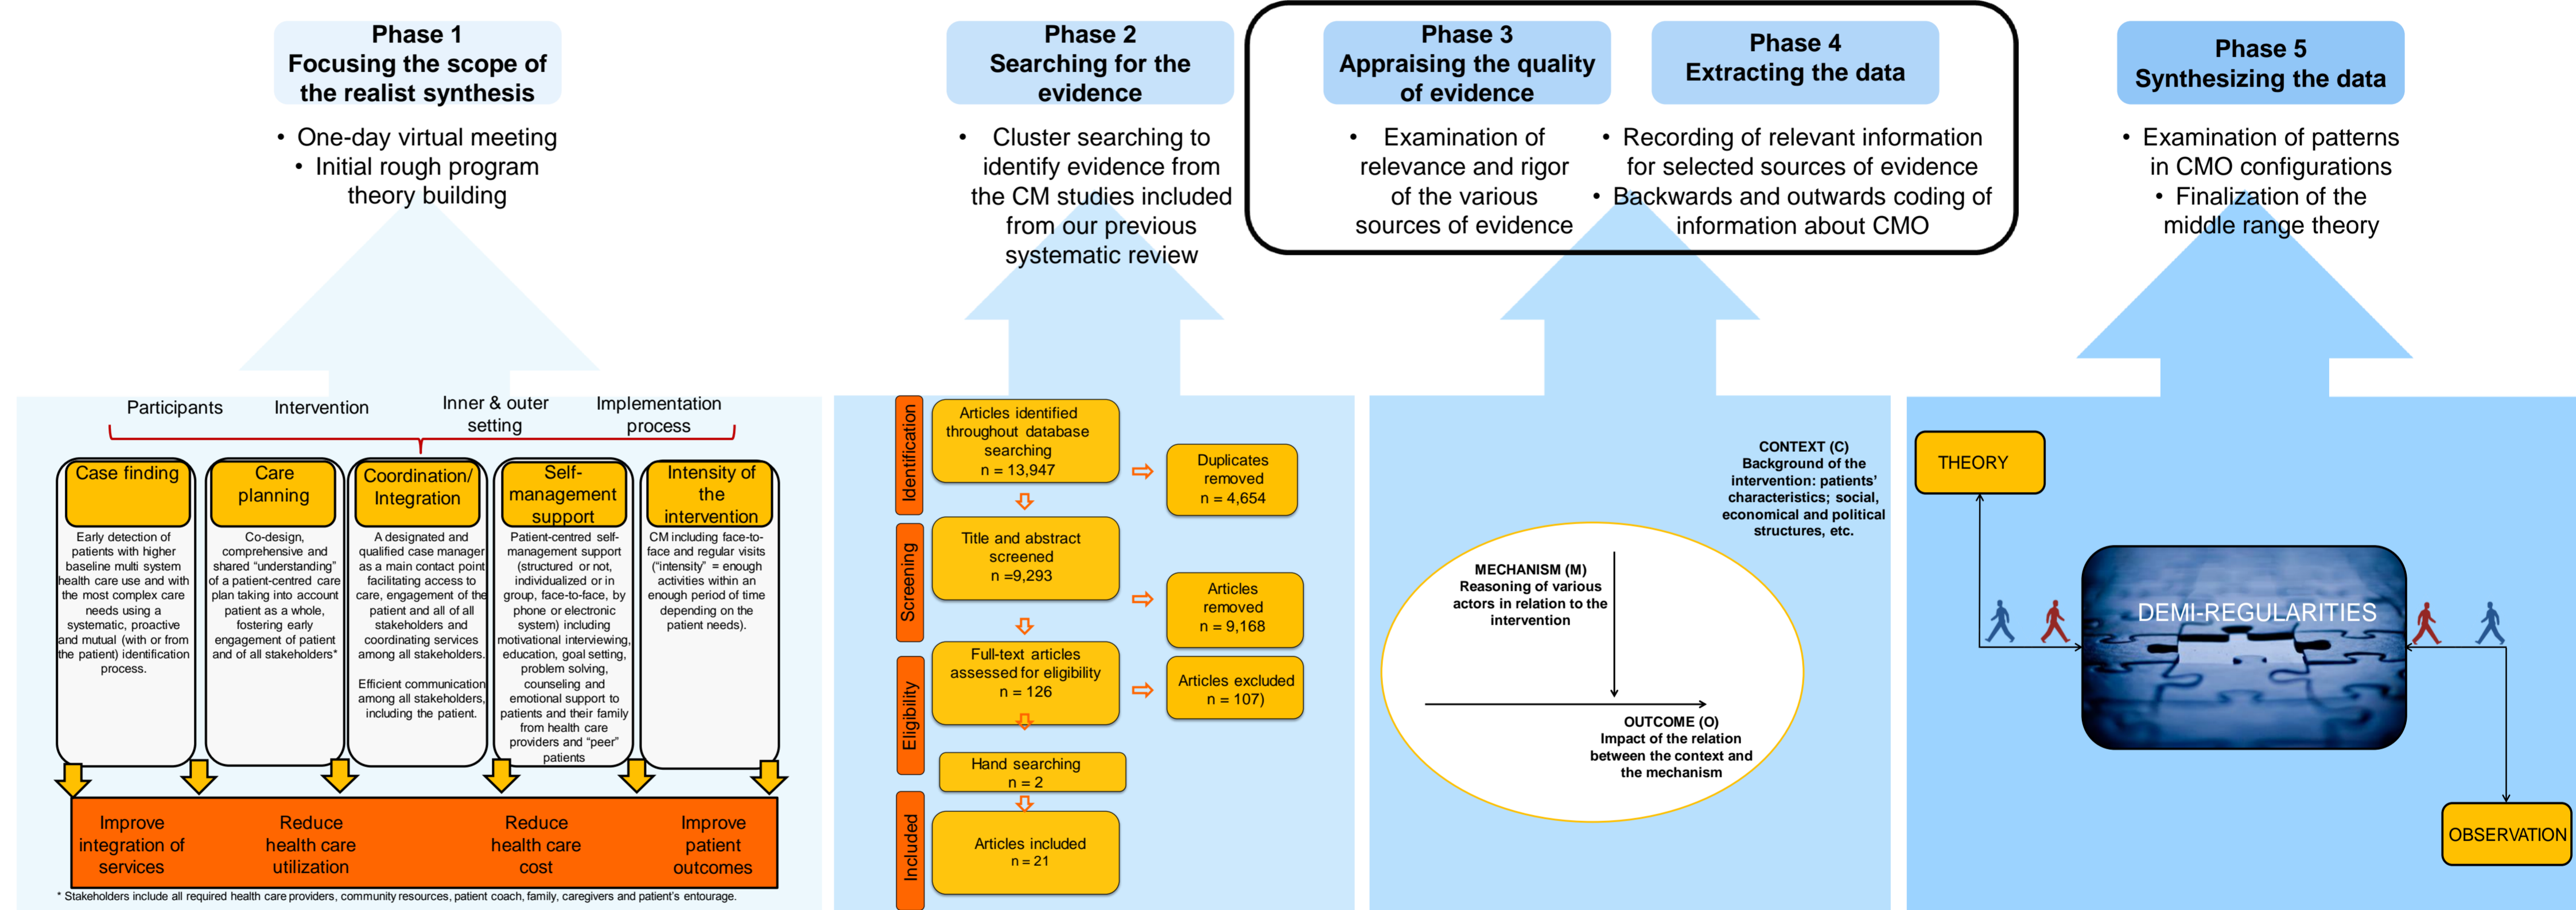 Phase 1
Focusing the scope of
the realist synthesis
• One-day virtual meeting
• Initial rough program
theory building
Phase 2
Searching for the
evidence
• Cluster searching to
identify evidence from
the CM studies included
from our previous
systematic review
Phase 3
Appraising the quality
of evidence
• Examination of
relevance and rigor
of the various
sources of evidence
Phase 4
Extracting the data
• Recording of relevant information
for selected sources of evidence
• Backwards and outwards coding of
information about CMO
Phase 5
Synthesizing the data
• Examination of patterns
in CMO configurations
• Finalization of the
middle range theory
Participants
Intervention
Inner & outer
setting
Implementation
process
Case finding
Early detection of
patients with higher
baseline multi system
health care use and with
the most complex care
needs using a
systematic, proactive
and mutual (with or from
the patient) identification
process.
Care
planning
Co-design,
comprehensive and
shared “understanding”
of a patient-centred care
plan taking into account
patient as a whole,
fostering early
engagement of patient
and of all stakeholders*
Coordination/
Integration
A designated and
qualified case manager
as a main contact point
facilitating access to
care, engagement of the
patient and all of all
stakeholders and
coordinating services
among all stakeholders.
Efficient communication
among all stakeholders,
including the patient.
Self-
management
support
Patient-centred self-
management support
(structured or not,
individualized or in
group, face-to-face, by
phone or electronic
system) including
motivational interviewing,
education, goal setting,
problem solving,
counseling and
emotional support to
patients and their family
from health care
providers and “peer”
patients
Intensity of
the
intervention
CM including face-to-
face and regular visits
(“intensity” = enough
activities within an
enough period of time
depending on the
patient needs).
Improve
integration of
services
Reduce
health care
utilization
Reduce
health care
cost
Improve
patient
outcomes
* Stakeholders include all required health care providers, community resources, patient coach, family, caregivers and patient’s entourage.
Identification
Articles identified
throughout database
searching
n = 13,947
Duplicates
removed
n = 4,654
Screening
Title and abstract
screened
n =9,293
Articles
removed
n = 9,168
Eligibility
Full-text articles
assessed for eligibility
n = 126
Articles excluded
n = 107)
Hand searching
n = 2
Included
Articles included
n = 21
CONTEXT (C)
Background of the
intervention: patients’
characteristics; social,
economical and political
structures, etc.
MECHANISM (M)
Reasoning of various
actors in relation to the
intervention
OUTCOME (O)
Impact of the relation
between the context and
the mechanism
THEORY
DEMI-REGULARITIES
OBSERVATION